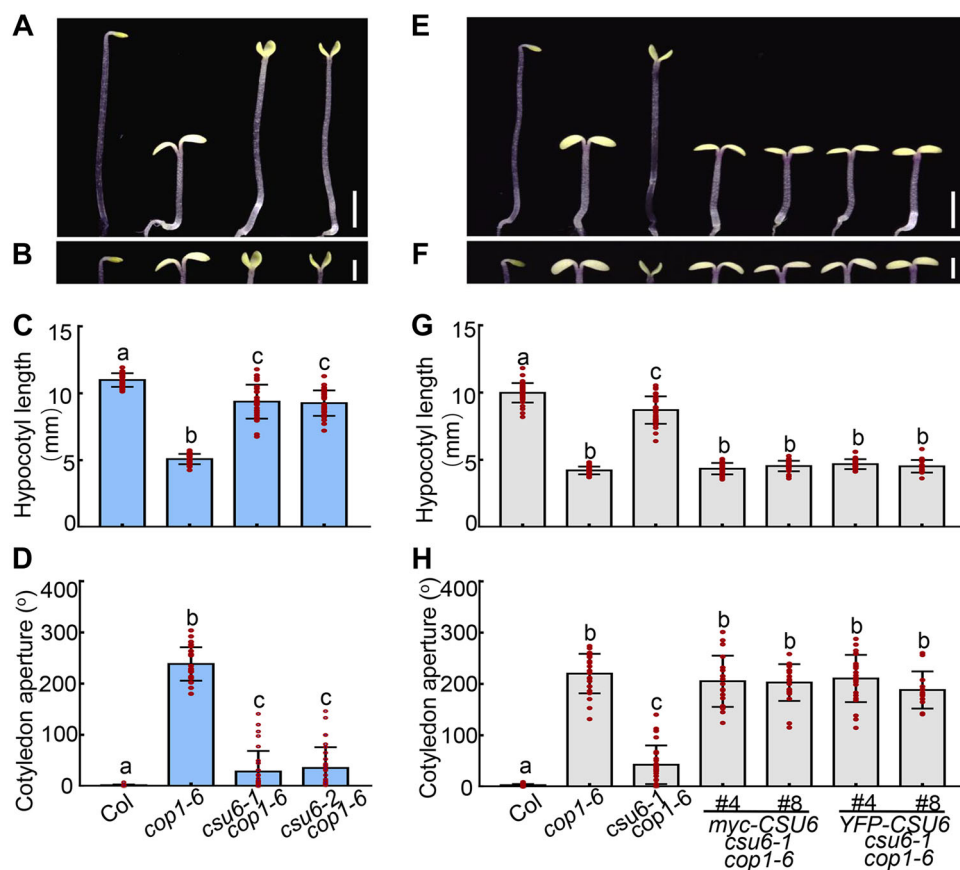 A
B
C
Hypocotyl length
(mm)
15
10
5
0
a
b
c
c
D
Cotyledon aperture (º)
400
300
200
100
0
a
b
c
c
Col
cop1-6
csu6-1
cop1-6
csu6-2
cop1-6
E
F
G
Hypocotyl length
(mm)
15
10
5
0
a
b
c
b
b
b
b
H
Cotyledon aperture (º)
400
300
200
100
0
a
b
c
b
b
b
b
Col
cop1-6
csu6-1
cop1-6
#4 #8 #4 #8
myc-CSU6 YFP-CSU6
csu6-1 csu6-1
cop1-6 cop1-6